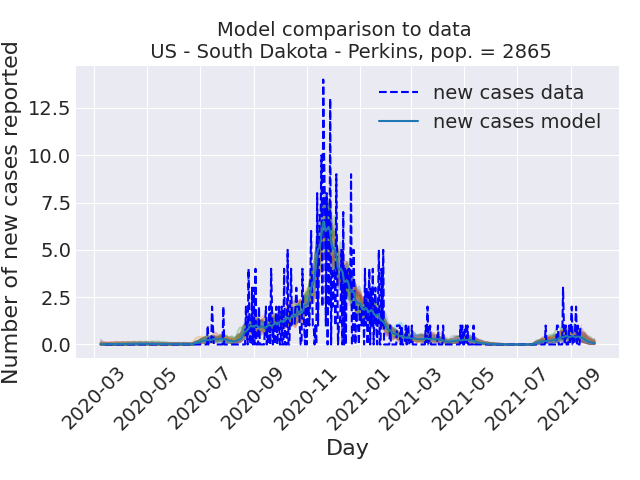 Model comparison to data
US - South Dakota - Perkins, pop. = 2865
Number of new cases reported
12.5
10.0
7.5
5.0
2.5
0.0
new cases data
new cases model
2020-03
2020-05
2020-07
2020-09
2020-11
2021-01
2021-03
2021-05
2021-07
2021-09
Day